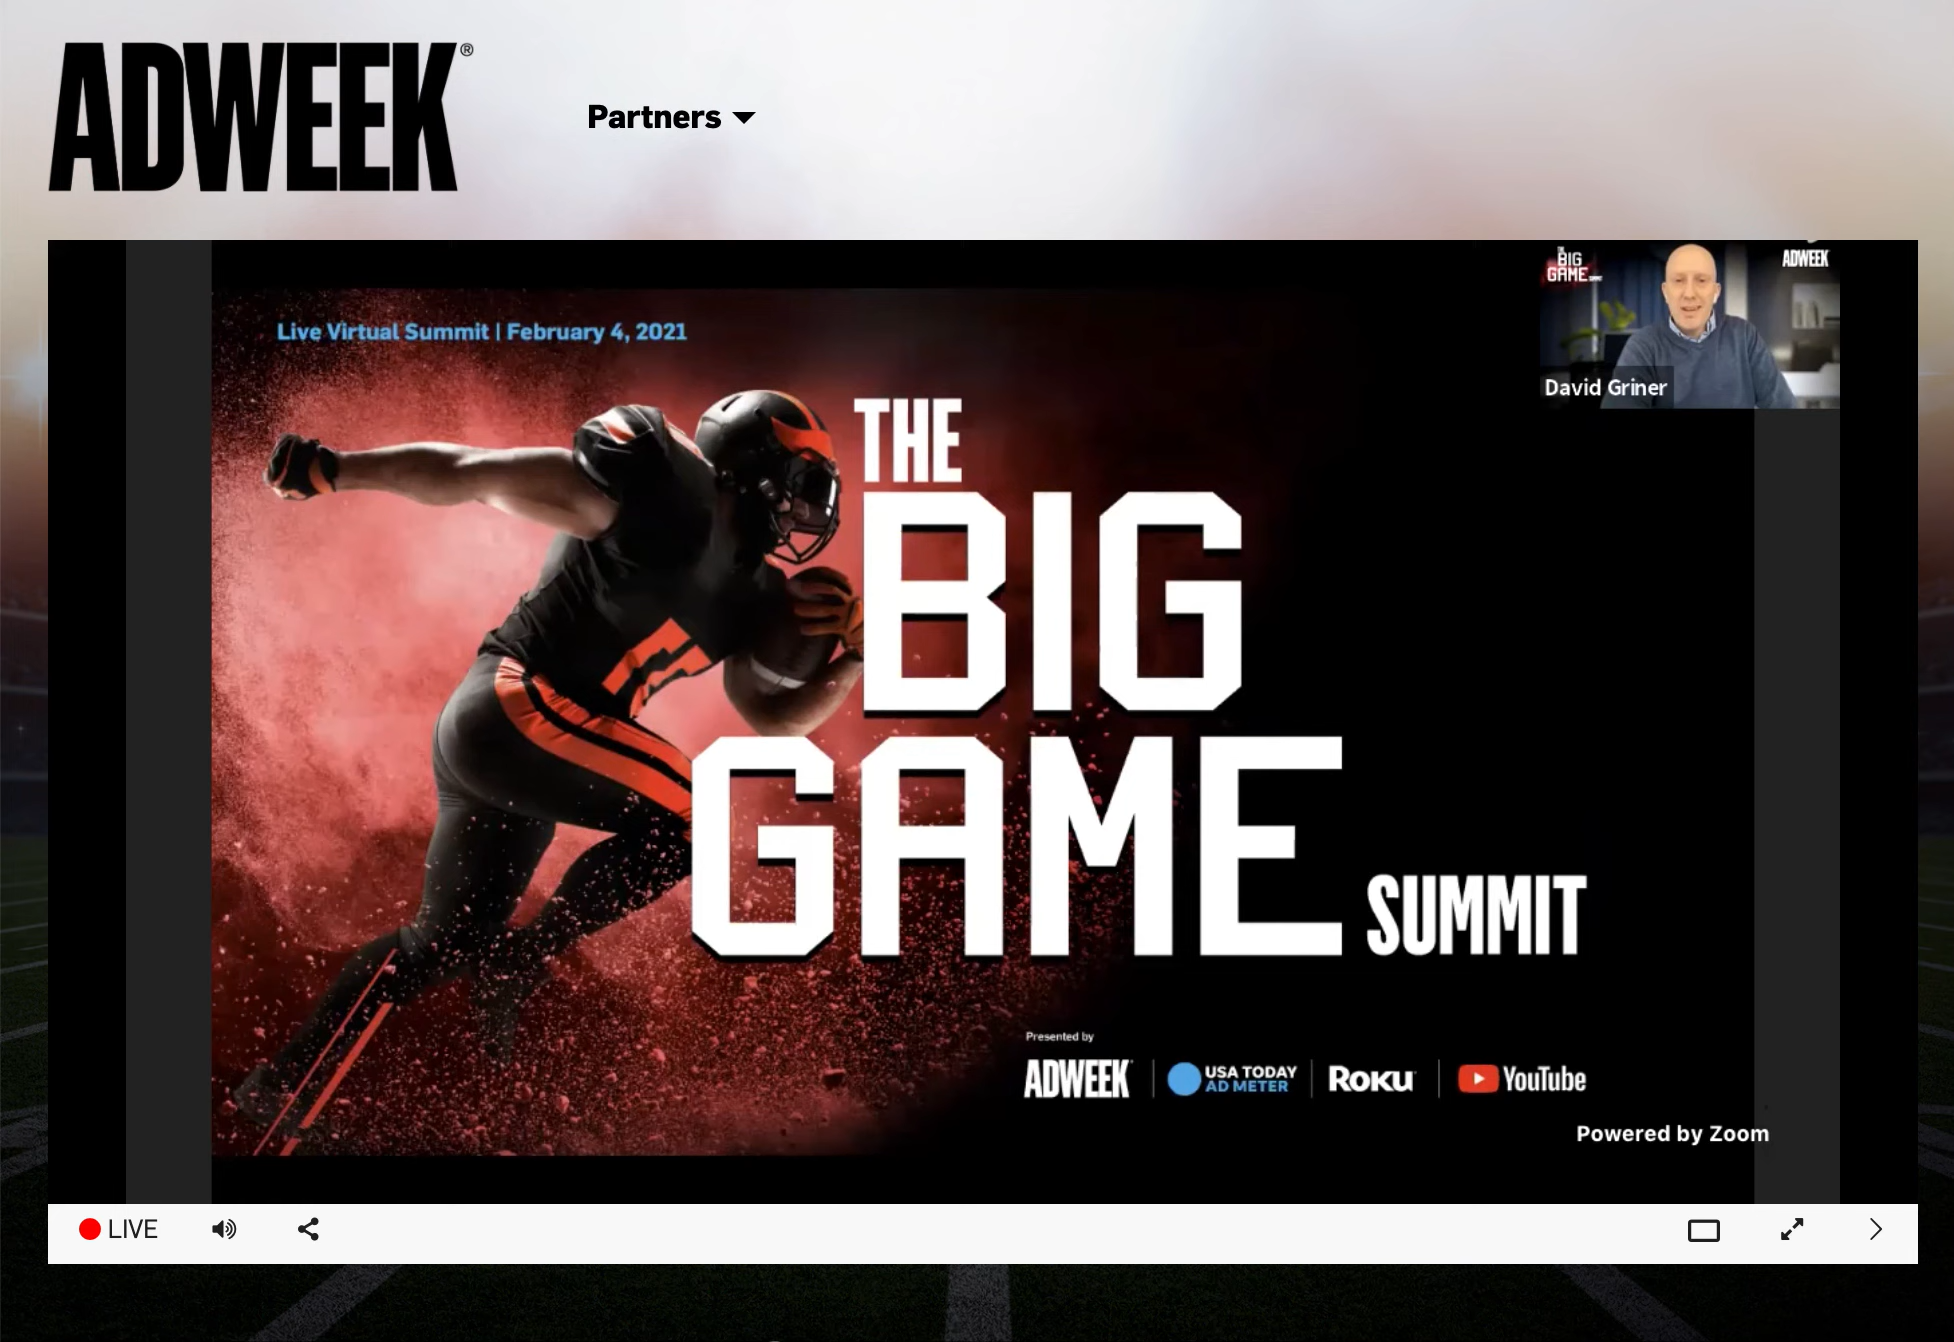 ADWEEK®
Partners
THE
BIG
GAME
ADWEEK
David Griner
Live Virtual Summit | February 4, 2021
THE
BIG
GAME SUMMIT
Presented by
ADWEEK
USA TODAY
AD METER
Roku
YouTube
Powered by Zoom
LIVE